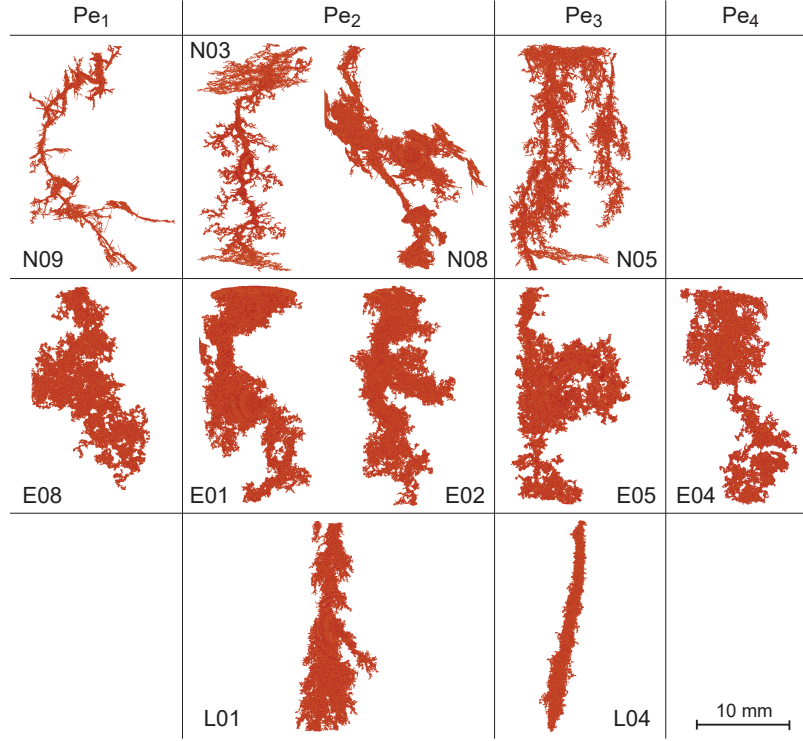 Pe₁ Pe₂ Pe₃ Pe₄
N03
N09 N08 N05
E08 E01 E02 E05 E04
10 mm
L01 L04